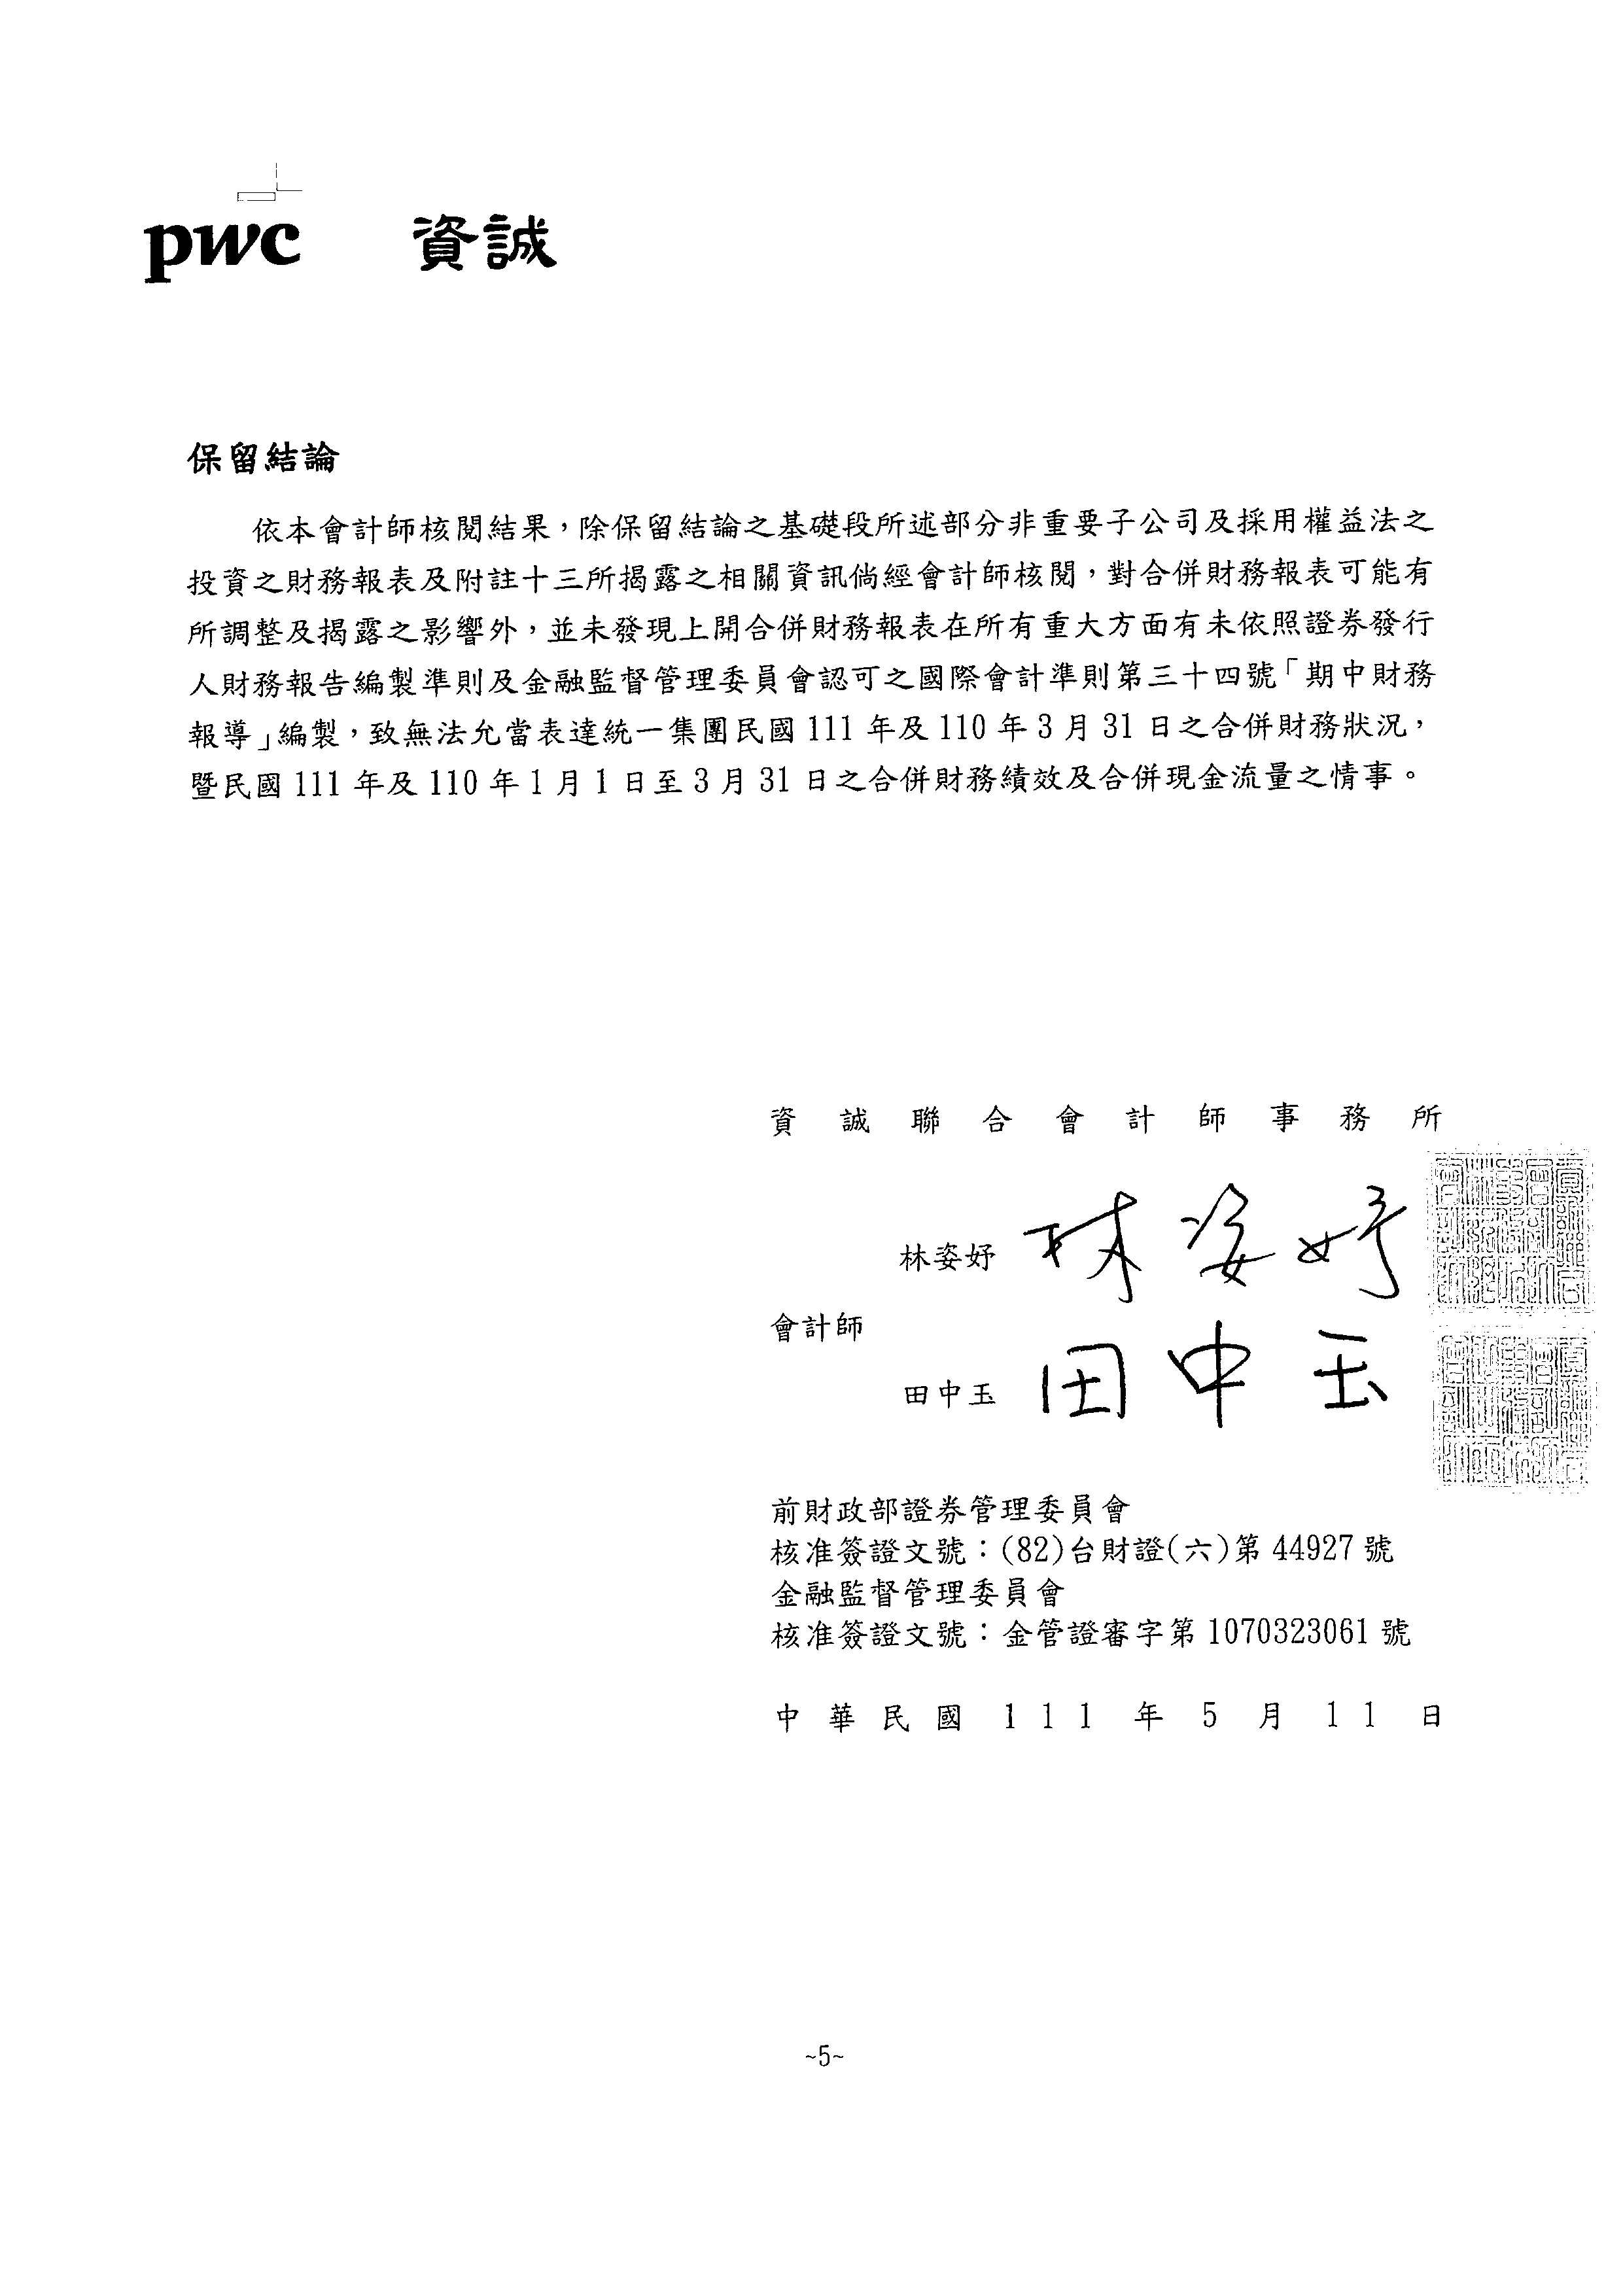 pwc 資誠
保留結論
依本會計師核閱結果，除保留結論之基礎段所述部分非重要子公司及採用權益法之
投資之財務報表及附註十三所揭露之相關資訊倘經會計師核閱，對合併財務報表可能有
所調整及揭露之影響外，並未發現上開合併財務報表在所有重大方面有未依照證券發行
人財務報告編製準則及金融監督管理委員會認可之國際會計準則第三十四號「期中財務
報導」編製，致無法允當表達統一集團民國 111 年及 110 年 3 月 31 日之合併財務狀況，
暨民國 111 年及 110 年 1 月 1 日至 3 月 31 日之合併財務績效及合併現金流量之情事。
資誠聯合會計師事務所
林姿妤 林姿妤
會計師
田中玉 田中玉
前財政部證券管理委員會
核准簽證文號：(82)台財證(六)第 44927 號
金融監督管理委員會
核准簽證文號：金管證審字第 1070323061 號
中華民國 111 年 5 月 11 日
~5~